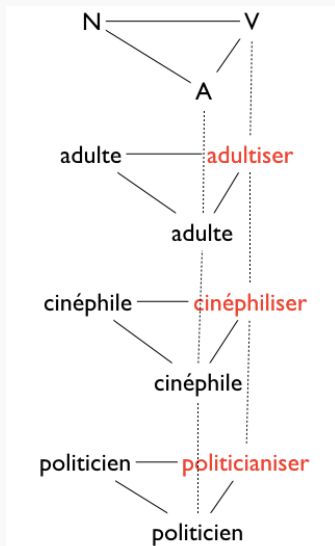 N V
A
adulte adultiser
adulte
cinéphile cinéphiliser
cinéphile
politicien politicianiser
politicien